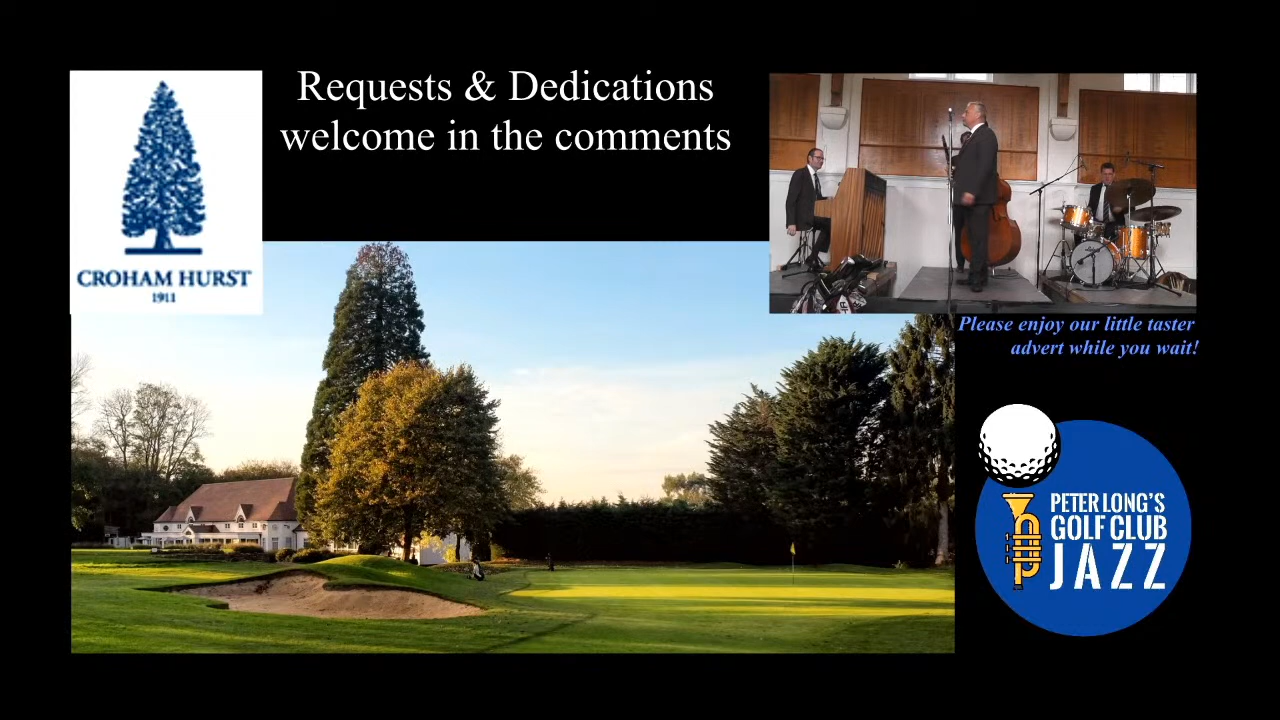 Requests & Dedications
welcome in the comments
CROHAM HURST
1911
Please enjoy our little taster
advert while you wait!
PETER LONG'S
GOLF CLUB
JAZZ